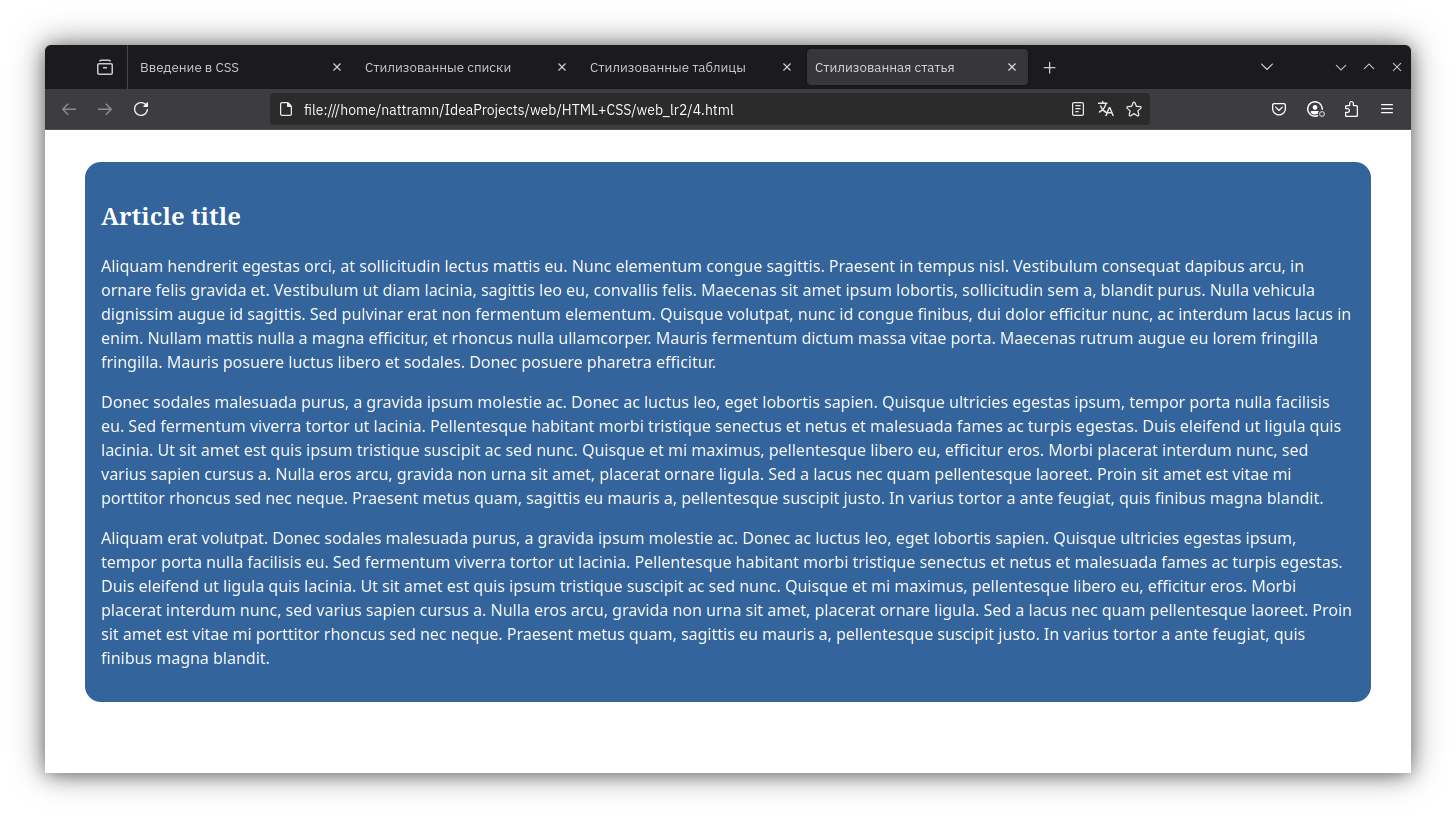 Введение в CSS
Стилизованные списки
Стилизованные таблицы
Стилизованная статья
file:///home/nattramn/IdeaProjects/web/HTML+CSS/web_lr2/4.html
Article title
Aliquam hendrerit egestas orci, at sollicitudin lectus mattis eu. Nunc elementum congue sagittis. Praesent in tempus nisl. Vestibulum consequat dapibus arcu, in
ornare felis gravida et. Vestibulum ut diam lacinia, sagittis leo eu, convallis felis. Maecenas sit amet ipsum lobortis, sollicitudin sem a, blandit purus. Nulla vehicula
dignissim augue id sagittis. Sed pulvinar erat non fermentum elementum. Quisque volutpat, nunc id congue finibus, dui dolor efficitur nunc, ac interdum lacus lacus in
enim. Nullam mattis nulla a magna efficitur, et rhoncus nulla ullamcorper. Mauris fermentum dictum massa vitae porta. Maecenas rutrum augue eu lorem fringilla
fringilla. Mauris posuere luctus libero et sodales. Donec posuere pharetra efficitur.
Donec sodales malesuada purus, a gravida ipsum molestie ac. Donec ac luctus leo, eget lobortis sapien. Quisque ultricies egestas ipsum, tempor porta nulla facilisis
eu. Sed fermentum viverra tortor ut lacinia. Pellentesque habitant morbi tristique senectus et netus et malesuada fames ac turpis egestas. Duis eleifend ut ligula quis
lacinia. Ut sit amet est quis ipsum tristique suscipit ac sed nunc. Quisque et mi maximus, pellentesque libero eu, efficitur eros. Morbi placerat interdum nunc, sed
varius sapien cursus a. Nulla eros arcu, gravida non urna sit amet, placerat ornare ligula. Sed a lacus nec quam pellentesque laoreet. Proin sit amet est vitae mi
porttitor rhoncus sed nec neque. Praesent metus quam, sagittis eu mauris a, pellentesque suscipit justo. In varius tortor a ante feugiat, quis finibus magna blandit.
Aliquam erat volutpat. Donec sodales malesuada purus, a gravida ipsum molestie ac. Donec ac luctus leo, eget lobortis sapien. Quisque ultricies egestas ipsum,
tempor porta nulla facilisis eu. Sed fermentum viverra tortor ut lacinia. Pellentesque habitant morbi tristique senectus et netus et malesuada fames ac turpis egestas.
Duis eleifend ut ligula quis lacinia. Ut sit amet est quis ipsum tristique suscipit ac sed nunc. Quisque et mi maximus, pellentesque libero eu, efficitur eros. Morbi
placerat interdum nunc, sed varius sapien cursus a. Nulla eros arcu, gravida non urna sit amet, placerat ornare ligula. Sed a lacus nec quam pellentesque laoreet. Proin
sit amet est vitae mi porttitor rhoncus sed nec neque. Praesent metus quam, sagittis eu mauris a, pellentesque suscipit justo. In varius tortor a ante feugiat, quis
finibus magna blandit.